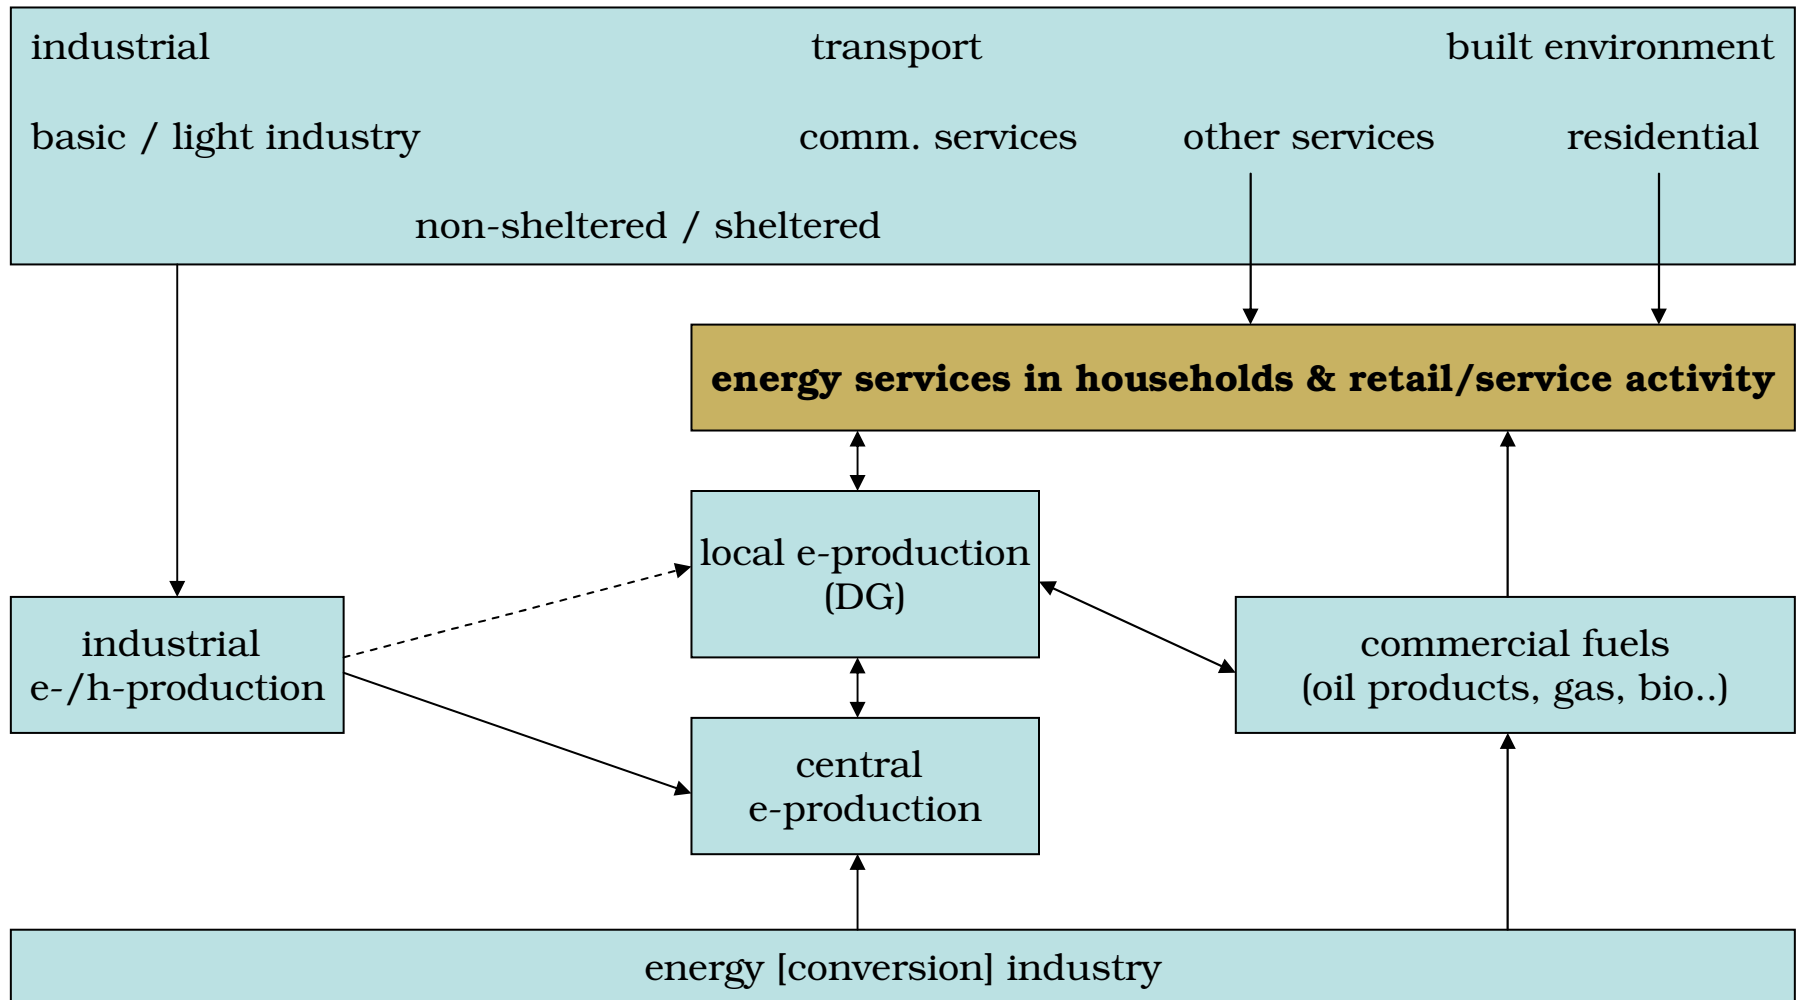 industrial transport built environment
basic / light industry comm. services other services residential
non-sheltered / sheltered
energy services in households & retail/service activity
local e-production
(DG)
industrial
e-/h-production
commercial fuels
(oil products, gas, bio..)
central
e-production
energy [conversion] industry